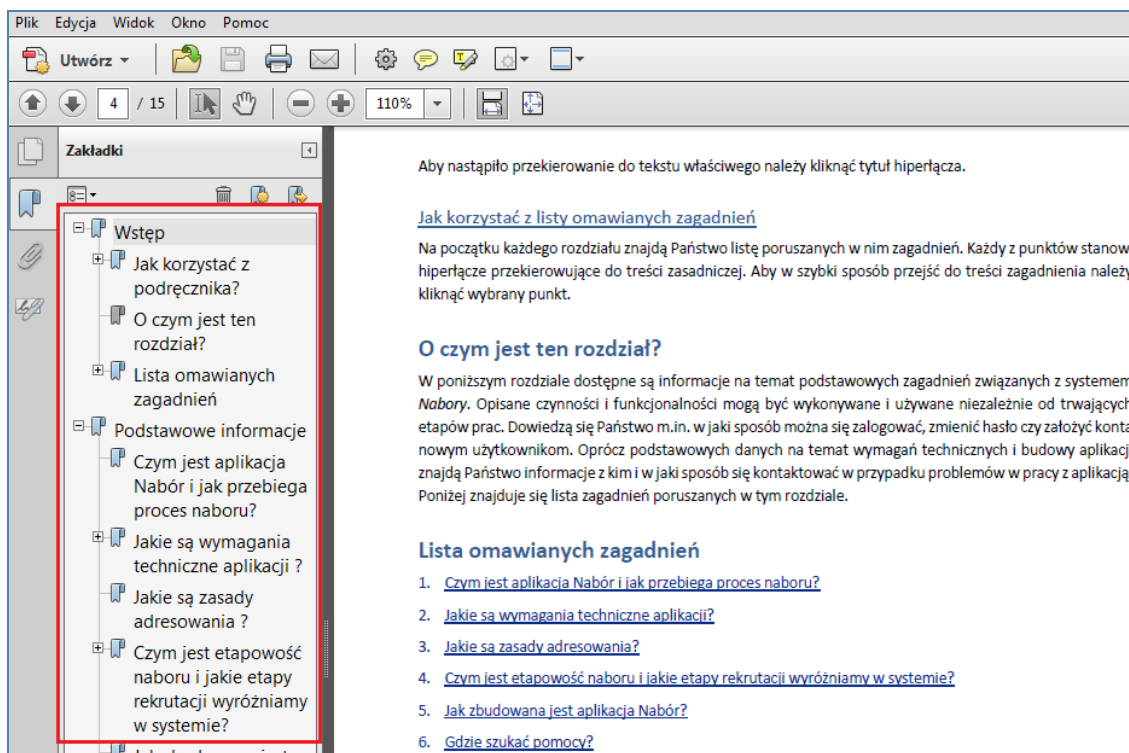 Plik Edycja Widok Okno Pomoc
Utwórz
4 / 15 110%
Zakładki
Wstęp
Jak korzystać z
podręcznika?
O czym jest ten
rozdział?
Lista omawianych
zagadnień
Podstawowe informacje
Czym jest aplikacja
Nabór i jak przebiega
proces naboru?
Jakie są wymagania
techniczne aplikacji ?
Jakie są zasady
adresowania ?
Czym jest etapowość
naboru i jakie etapy
rekrutacji wyróżniamy
w systemie?
Aby nastąpiło przekierowanie do tekstu właściwego należy kliknąć tytuł hiperłącza.
Jak korzystać z listy omawianych zagadnień
Na początku każdego rozdziału znajdą Państwo listę poruszanych w nim zagadnień. Każdy z punktów stanow
hiperłącze przekierowujące do treści zasadniczej. Aby w szybki sposób przejść do treści zagadnienia należy
kliknąć wybrany punkt.
O czym jest ten rozdział?
W poniższym rozdziale dostępne są informacje na temat podstawowych zagadnień związanych z systemem
Nabory. Opisane czynności i funkcjonalności mogą być wykonywane i używane niezależnie od trwających
etapów prac. Dowiedzą się Państwo m.in. w jaki sposób można się zalogować, zmienić hasło czy założyć konta
nowym użytkownikom. Oprócz podstawowych danych na temat wymagań technicznych i budowy aplikacj
znajdą Państwo informacje z kim i w jaki sposób się kontaktować w przypadku problemów w pracy z aplikacją
Poniżej znajduje się lista zagadnień poruszanych w tym rozdziale.
Lista omawianych zagadnień
1. Czym jest aplikacja Nabór i jak przebiega proces naboru?
2. Jakie są wymagania techniczne aplikacji?
3. Jakie są zasady adresowania?
4. Czym jest etapowość naboru i jakie etapy rekrutacji wyróżniamy w systemie?
5. Jak zbudowana jest aplikacja Nabór?
6. Gdzie szukać pomocy?